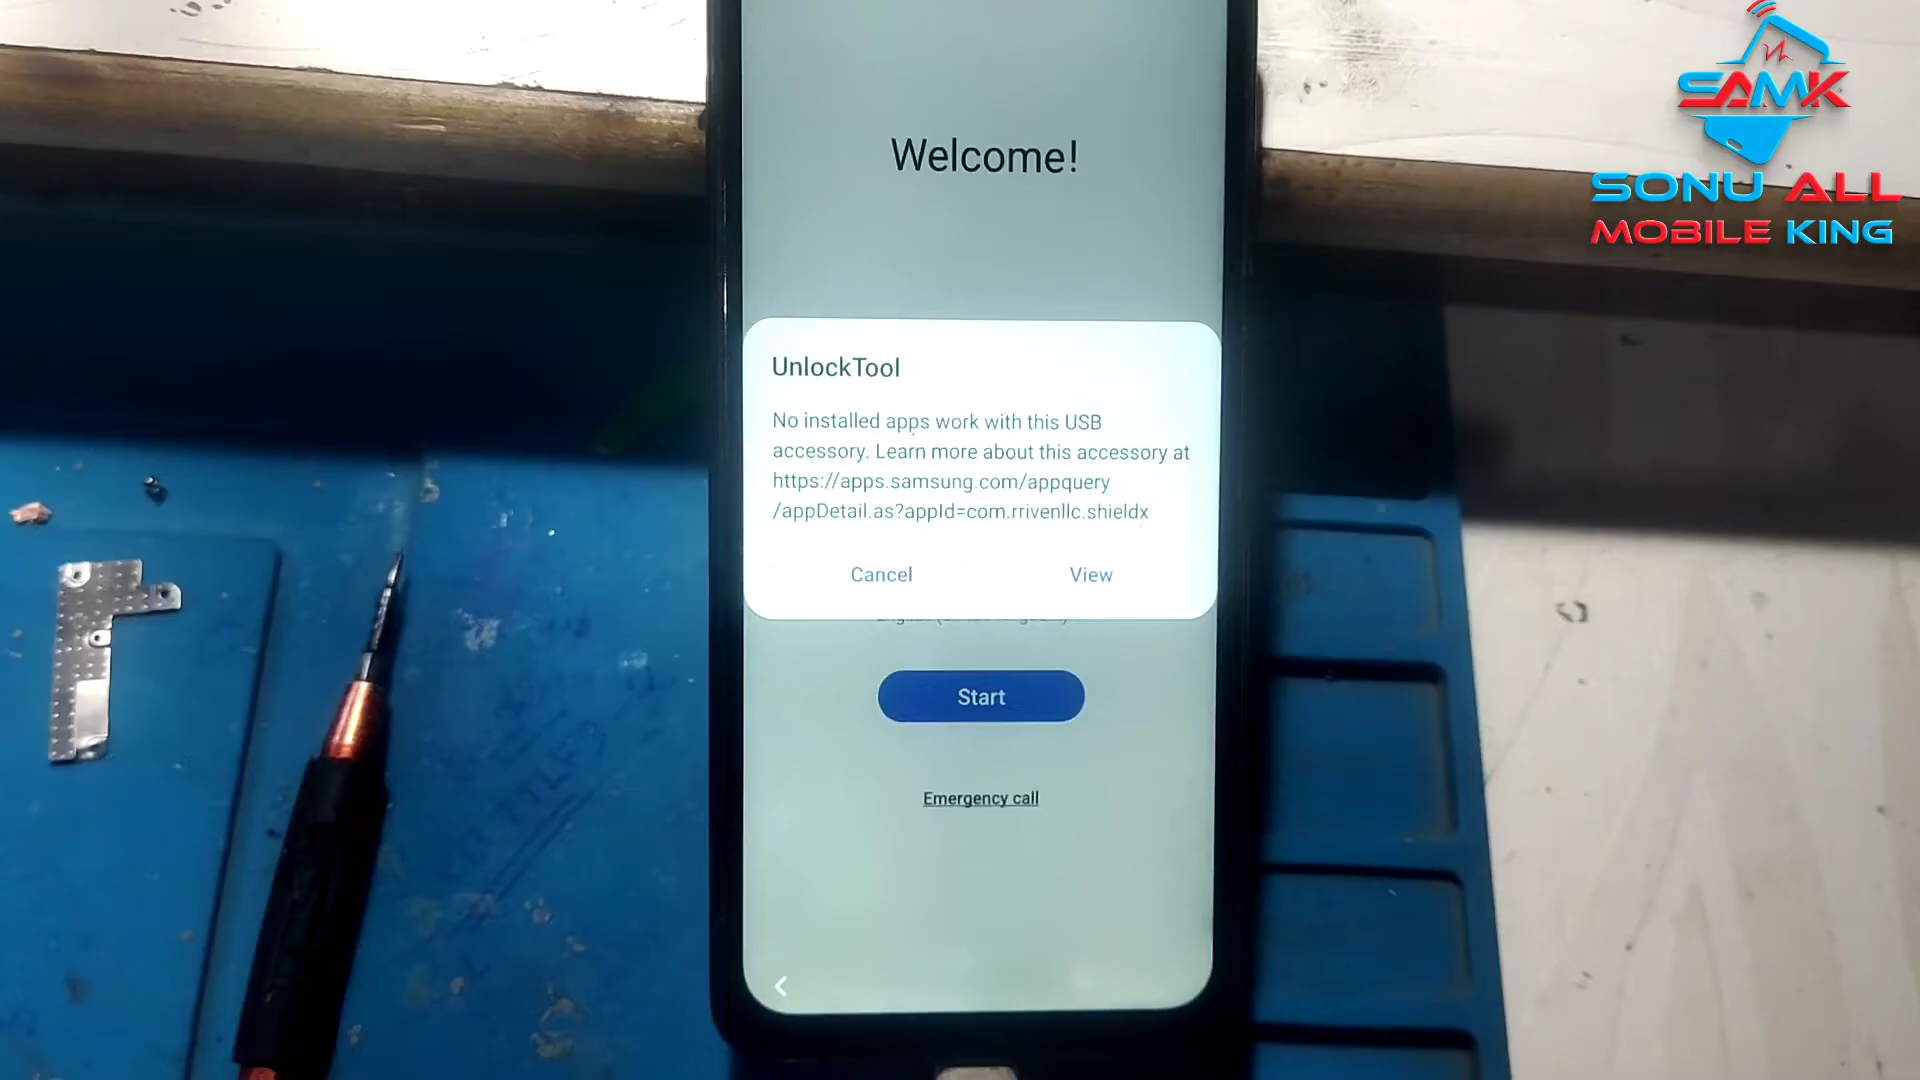 Welcome!
SAMK
SONU ALL
MOBILE KING
UnlockTool
No installed apps work with this USB
accessory. Learn more about this accessory at
https://apps.samsung.com/appquery
/appDetail.as?appId=com.rrivenllc.shieldx
Cancel View
Start
Emergency call